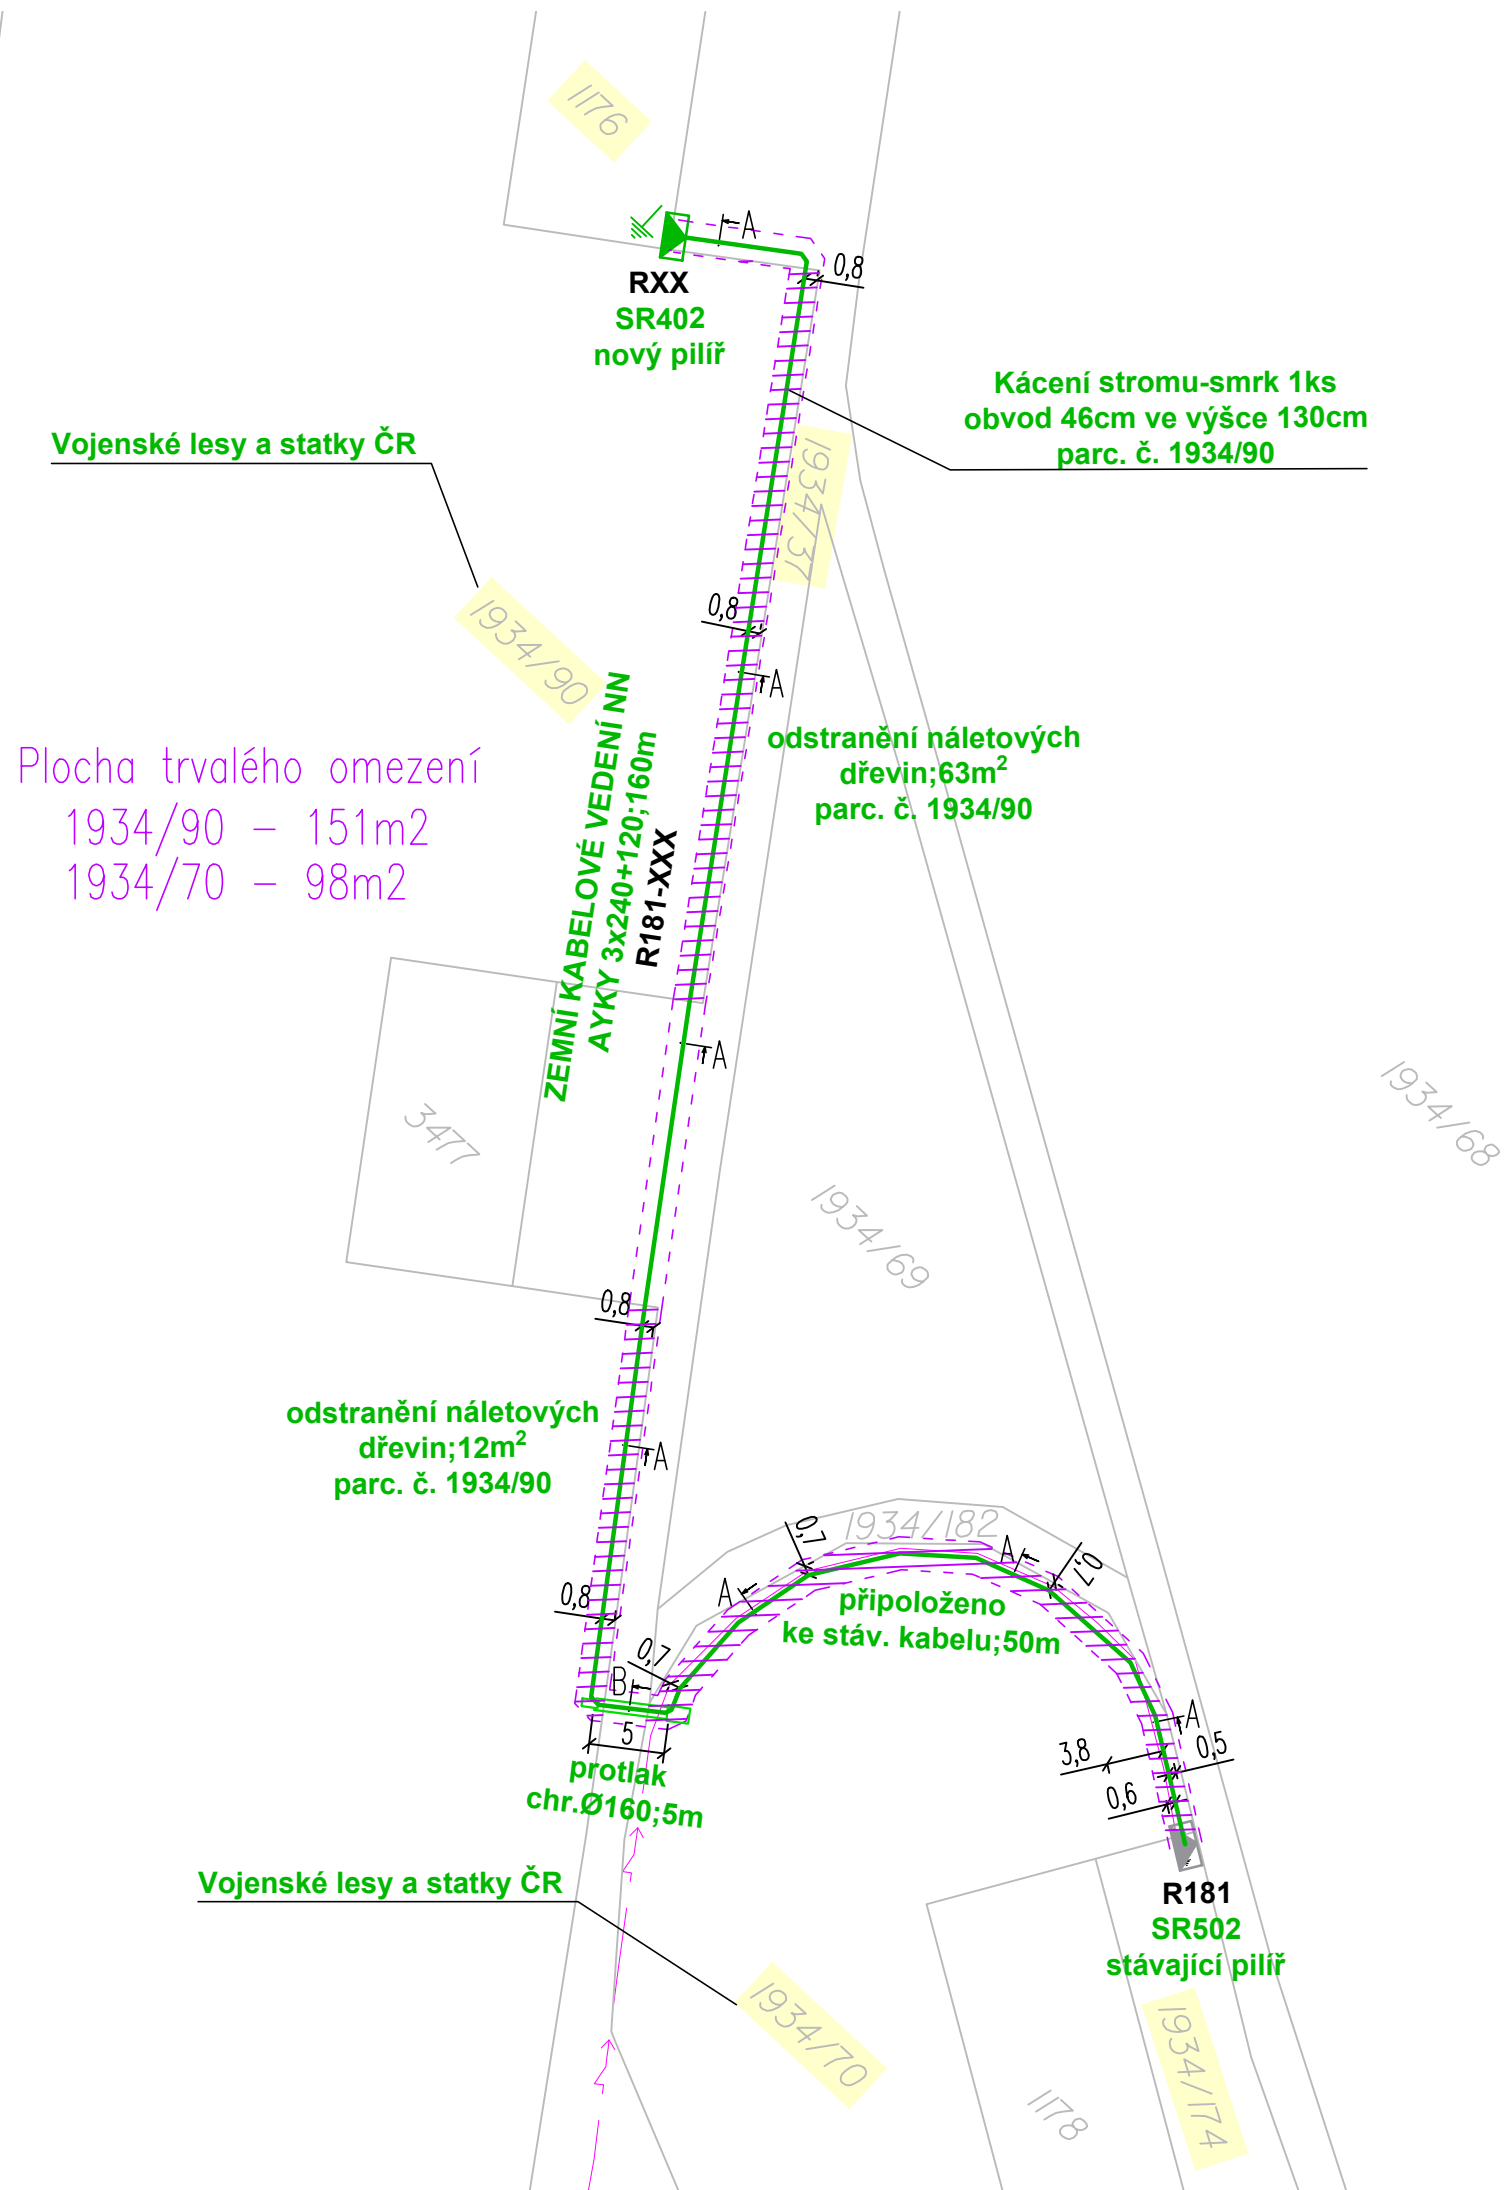 1176
A
0,8
RXX
SR402
nový pilíř
Kácení stromu-smrk 1ks
obvod 46cm ve výšce 130cm
parc. č. 1934/90
Vojenské lesy a statky ČR
1934/37
1934/90
0,8
A
odstranění náletových
dřevin;63m²
parc. č. 1934/90
Plocha trvalého omezení
1934/90 – 151m2
1934/70 – 98m2
ZEMNÍ KABELOVÉ VEDENÍ NN
AYKY 3x240+120;160m
R181-XXX
A
3477
1934/68
1934/69
0,8
odstranění náletových
dřevin;12m²
parc. č. 1934/90
A
1934/182
0,7
A
0,7
A
0,8
připoloženo
ke stáv. kabelu;50m
0,7
B
5
protlak
chr.Ø160;5m
A
3,8
0,5
0,6
Vojenské lesy a statky ČR
R181
SR502
stávající pilíř
1934/70
1934/174
1178